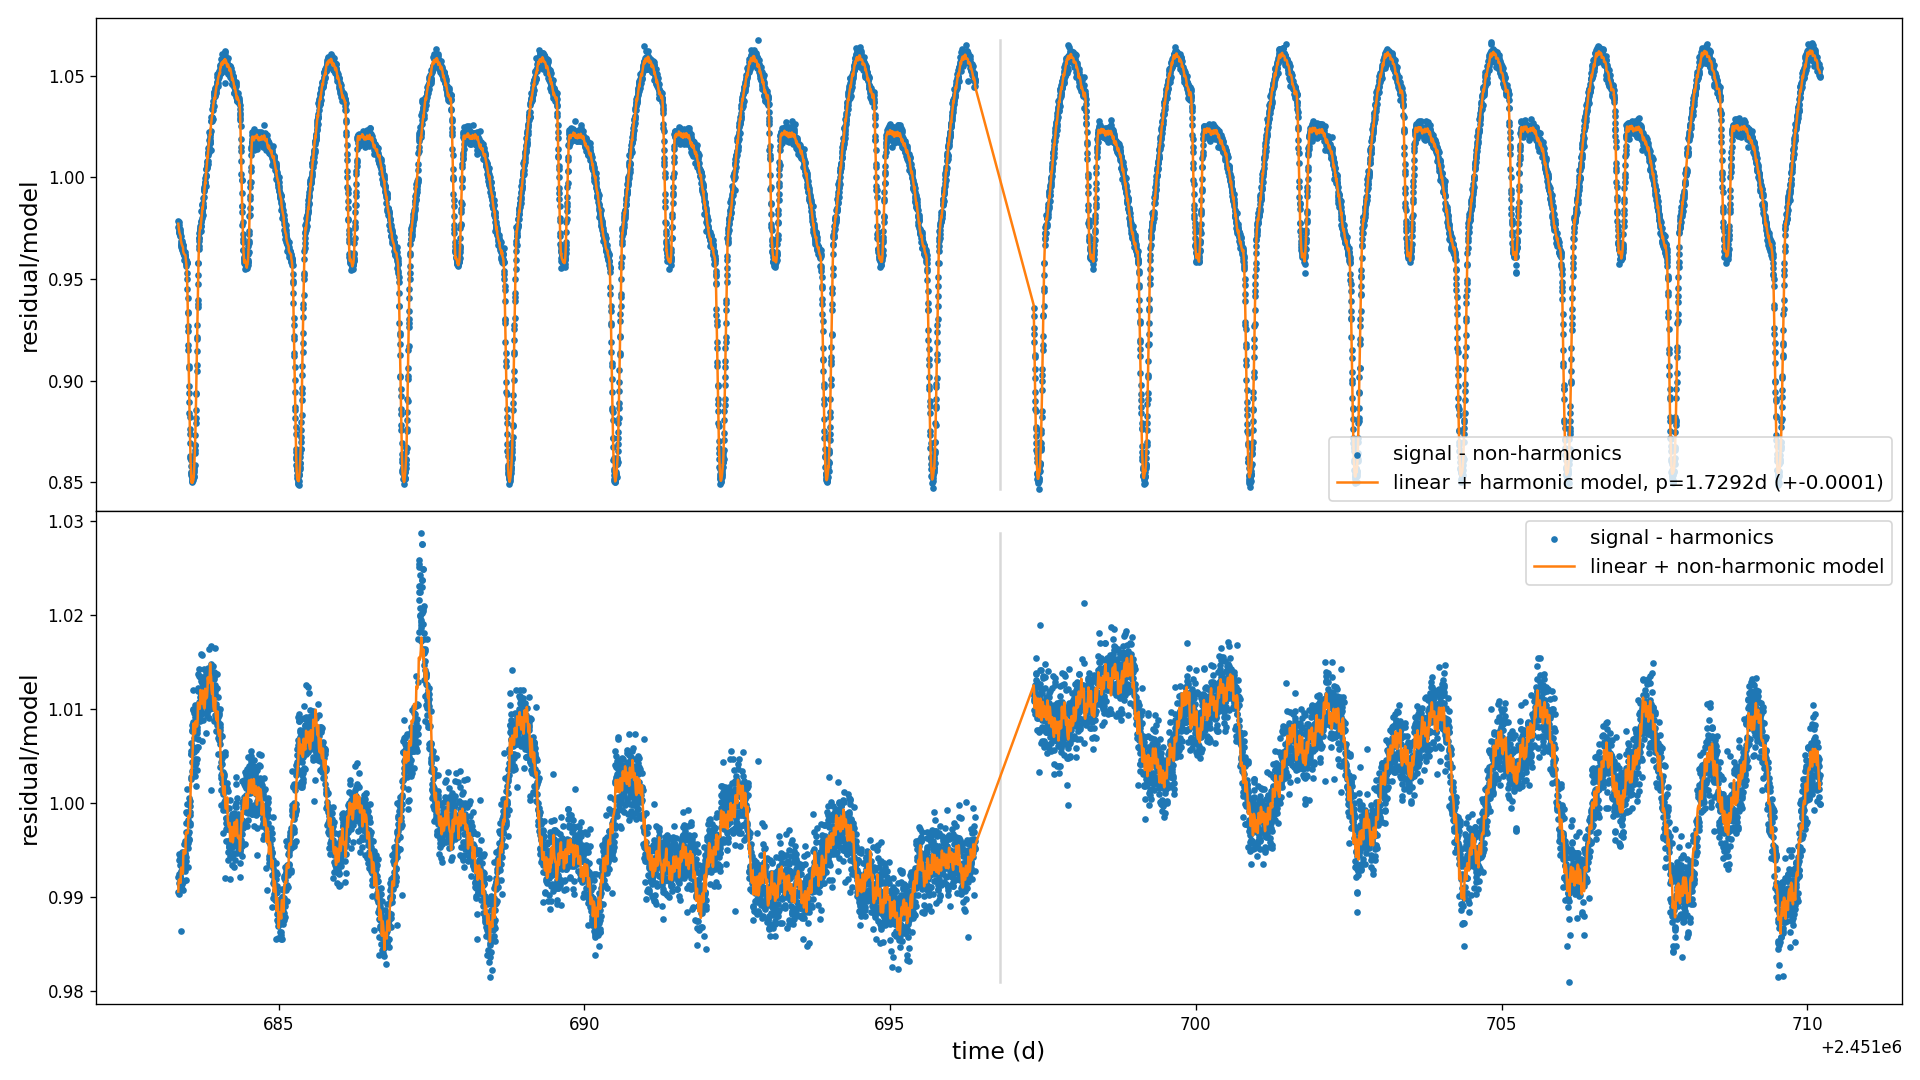 1.05
1.00
0.95
0.90
0.85
residual/model
signal - non-harmonics
linear + harmonic model, p=1.7292d (+-0.0001)
1.03
1.02
1.01
1.00
0.99
0.98
residual/model
signal - harmonics
linear + non-harmonic model
685
690
695
700
705
710
time (d)
+2.451e6